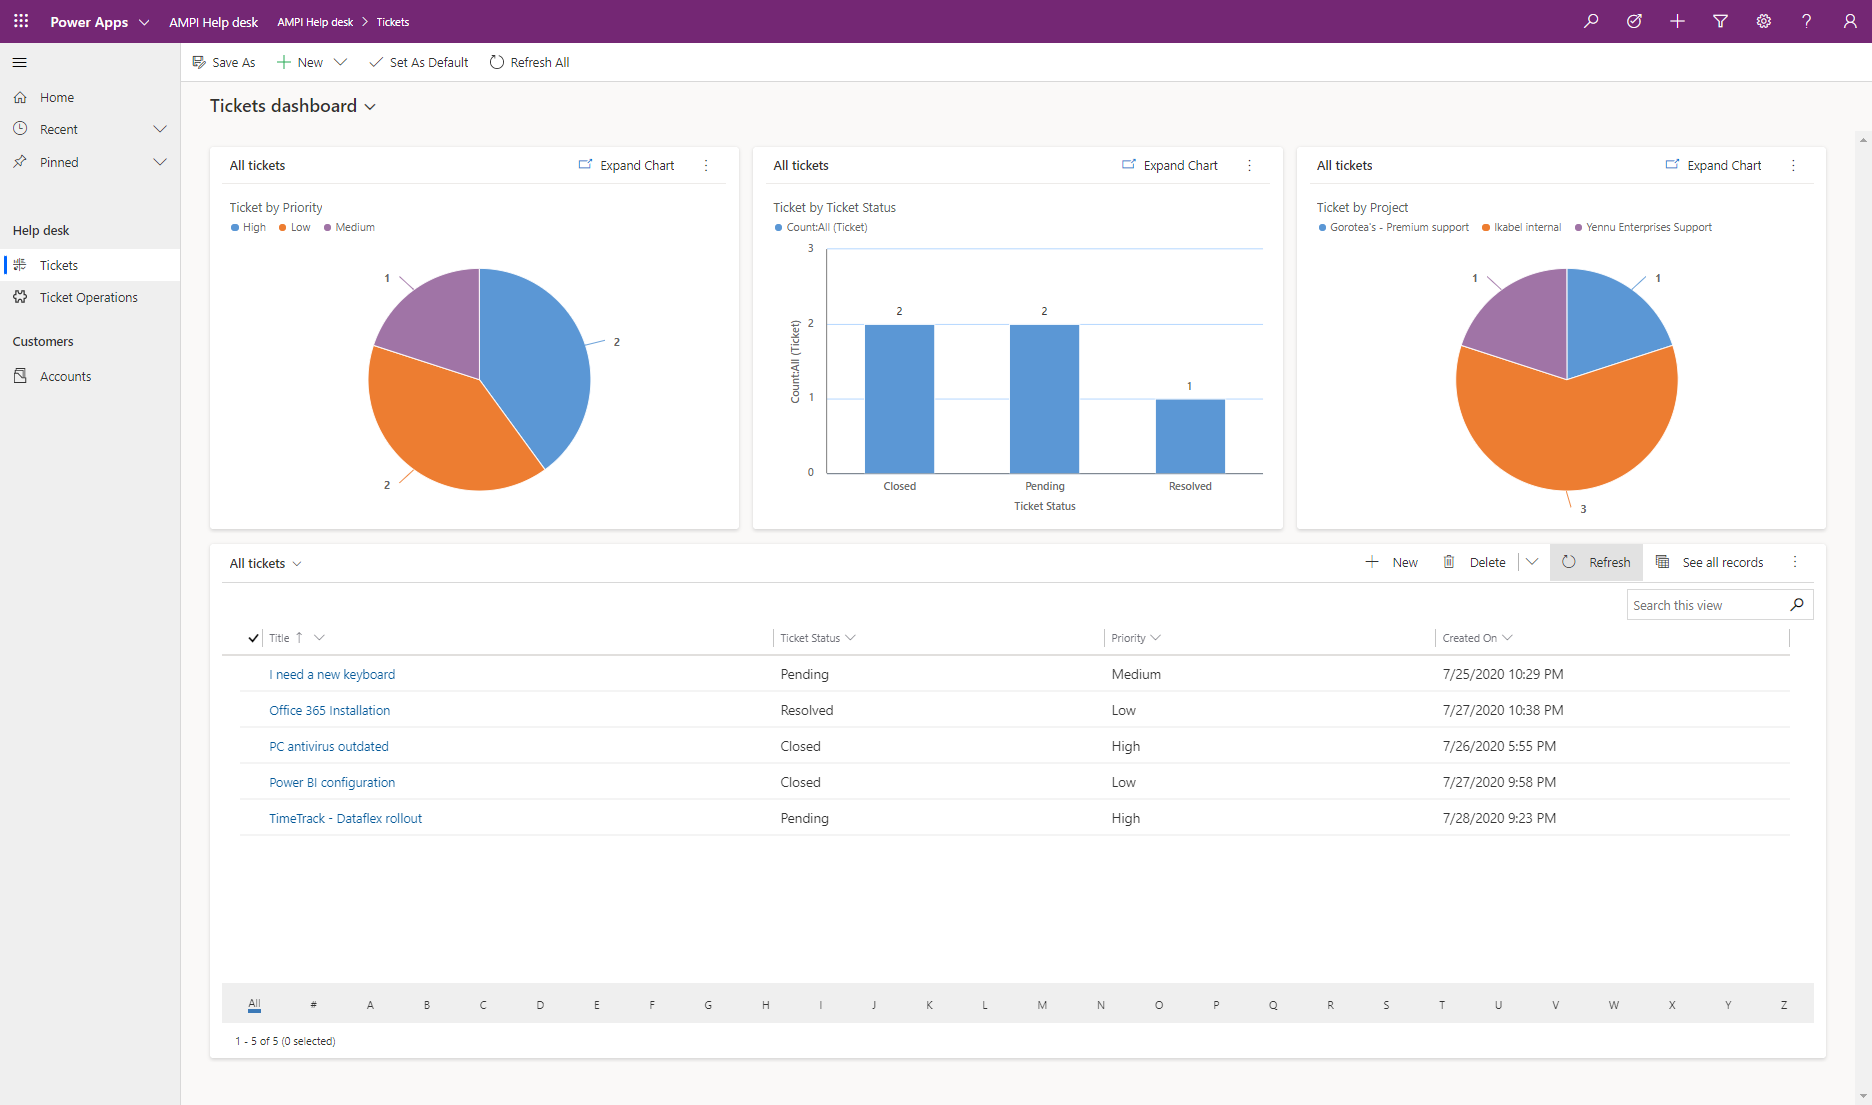 Power Apps AMPI Help desk AMPI Help desk > Tickets
Save As New Set As Default Refresh All
Home
Recent
Pinned
Help desk
Tickets
Ticket Operations
Customers
Accounts
Tickets dashboard
All tickets Expand Chart
Ticket by Priority
High Low Medium
1
2
2
All tickets Expand Chart
Ticket by Ticket Status
Count:All (Ticket)
3
2
1
0
Count:All (Ticket)
2
2
1
Closed Pending Resolved
Ticket Status
All tickets Expand Chart
Ticket by Project
Gorotea's - Premium support Ikabel internal Yennu Enterprises Support
1
1
3
All tickets New Delete Refresh See all records
Search this view
Title Ticket Status Priority Created On
I need a new keyboard Pending Medium 7/25/2020 10:29 PM
Office 365 Installation Resolved Low 7/27/2020 10:38 PM
PC antivirus outdated Closed High 7/26/2020 5:55 PM
Power BI configuration Closed Low 7/27/2020 9:58 PM
TimeTrack - Dataflex rollout Pending High 7/28/2020 9:23 PM
All # A B C D E F G H I J K L M N O P Q R S T U V W X Y Z
1 - 5 of 5 (0 selected)